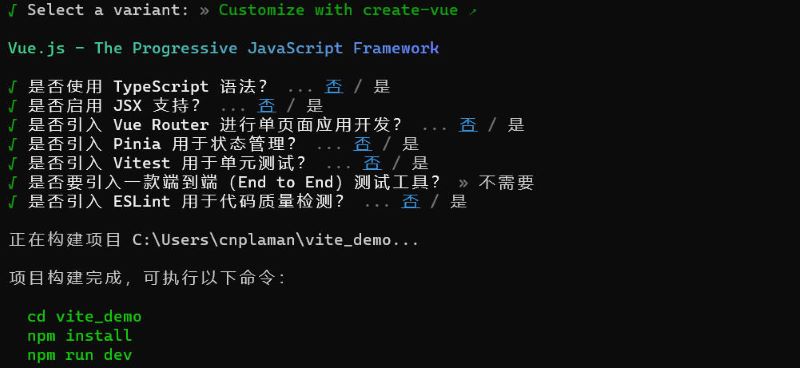 √ Select a variant: » Customize with create-vue ↗
Vue.js - The Progressive JavaScript Framework
√ 是否使用 TypeScript 语法? ... 否 / 是
√ 是否启用 JSX 支持? ... 否 / 是
√ 是否引入 Vue Router 进行单页面应用开发? ... 否 / 是
√ 是否引入 Pinia 用于状态管理? ... 否 / 是
√ 是否引入 Vitest 用于单元测试? ... 否 / 是
√ 是否要引入一款端到端 (End to End) 测试工具? » 不需要
√ 是否引入 ESLint 用于代码质量检测? ... 否 / 是
正在构建项目 C:\Users\cnplaman\vite_demo...
项目构建完成，可执行以下命令：
cd vite_demo
npm install
npm run dev